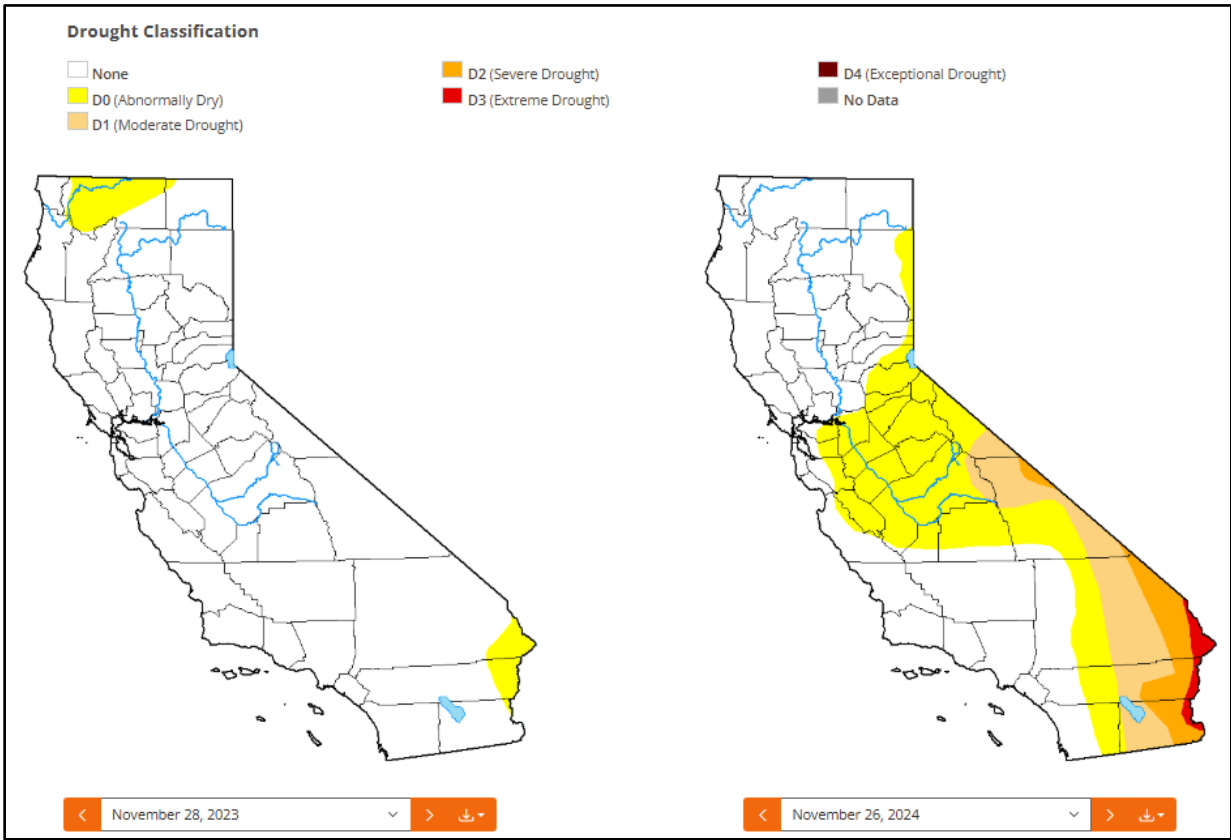 Drought Classification
None
D0 (Abnormally Dry)
D1 (Moderate Drought)
D2 (Severe Drought)
D3 (Extreme Drought)
D4 (Exceptional Drought)
No Data
November 28, 2023
November 26, 2024